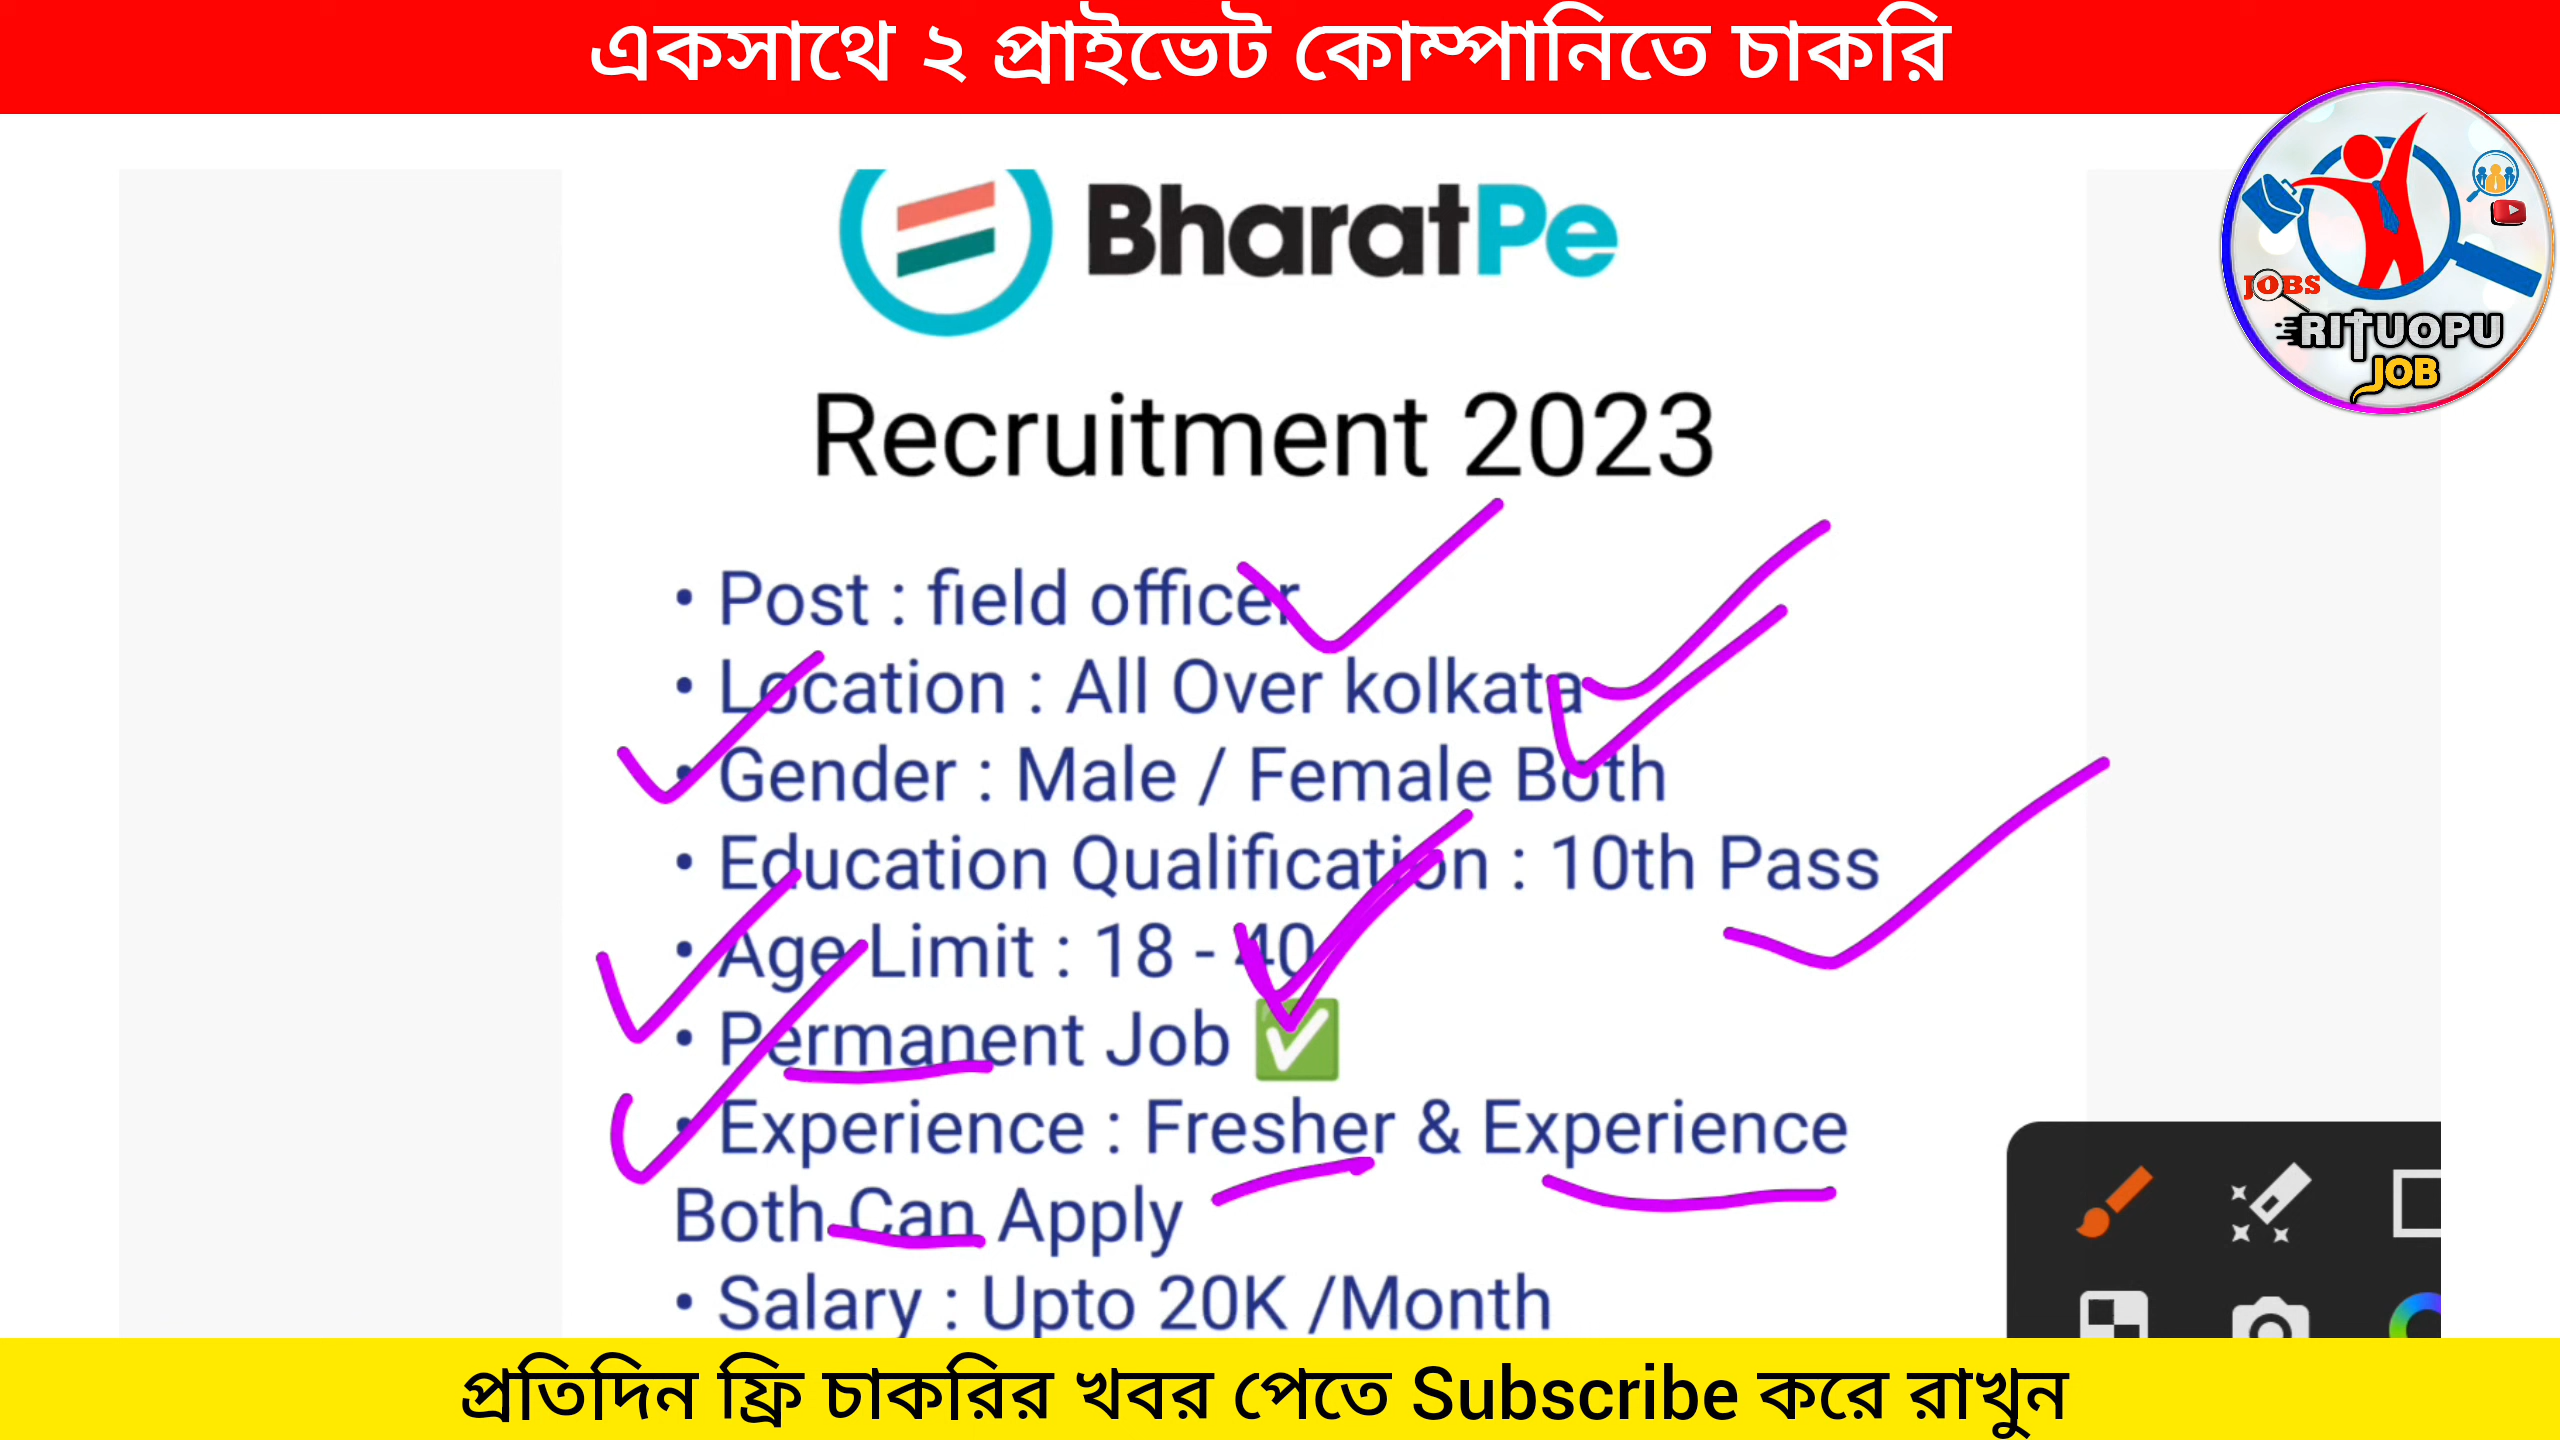 একসাথে ২ প্রাইভেট কোম্পানিতে চাকরি
BharatPe
JOBS
RITUOPU
JOB
Recruitment 2023
• Post : field officer
• Location : All Over kolkata
• Gender : Male / Female Both
• Education Qualification : 10th Pass
• Age Limit : 18 - 40
• Permanent Job ✅
• Experience : Fresher & Experience
Both Can Apply
• Salary : Upto 20K /Month
প্রতিদিন ফ্রি চাকরির খবর পেতে Subscribe করে রাখুন